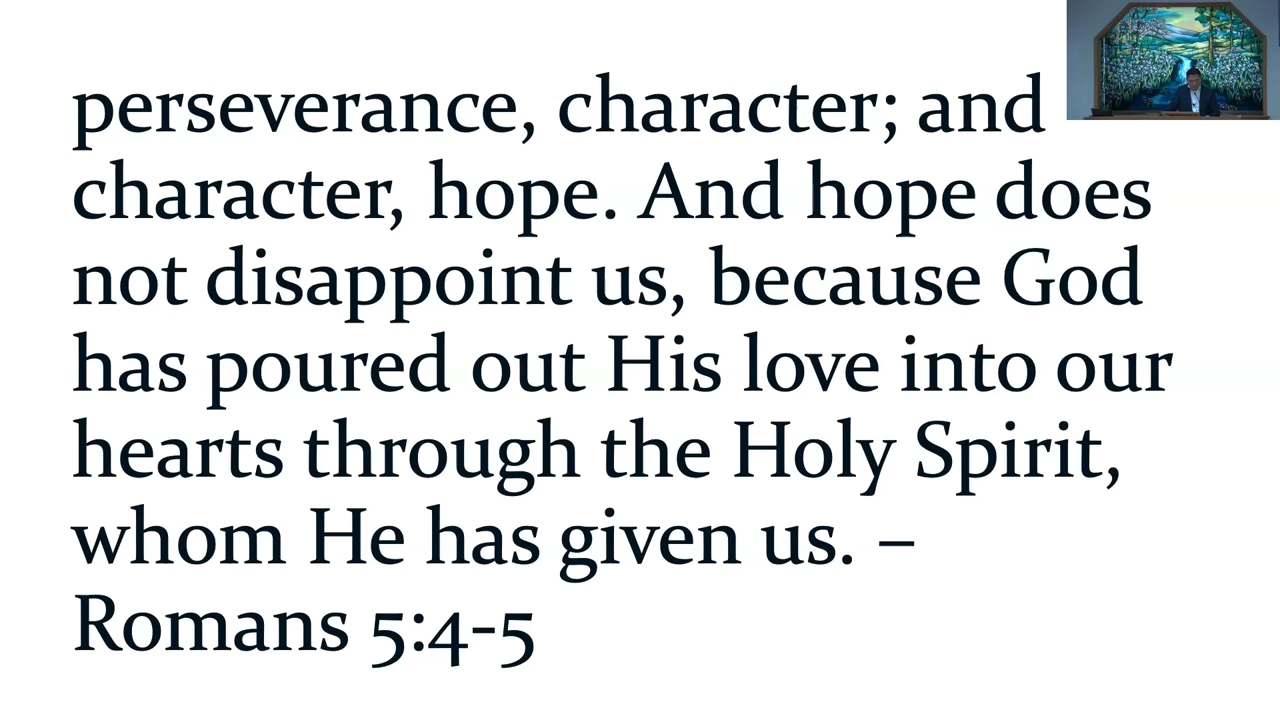 perseverance, character; and
character, hope. And hope does
not disappoint us, because God
has poured out His love into our
hearts through the Holy Spirit,
whom He has given us. –
Romans 5:4-5